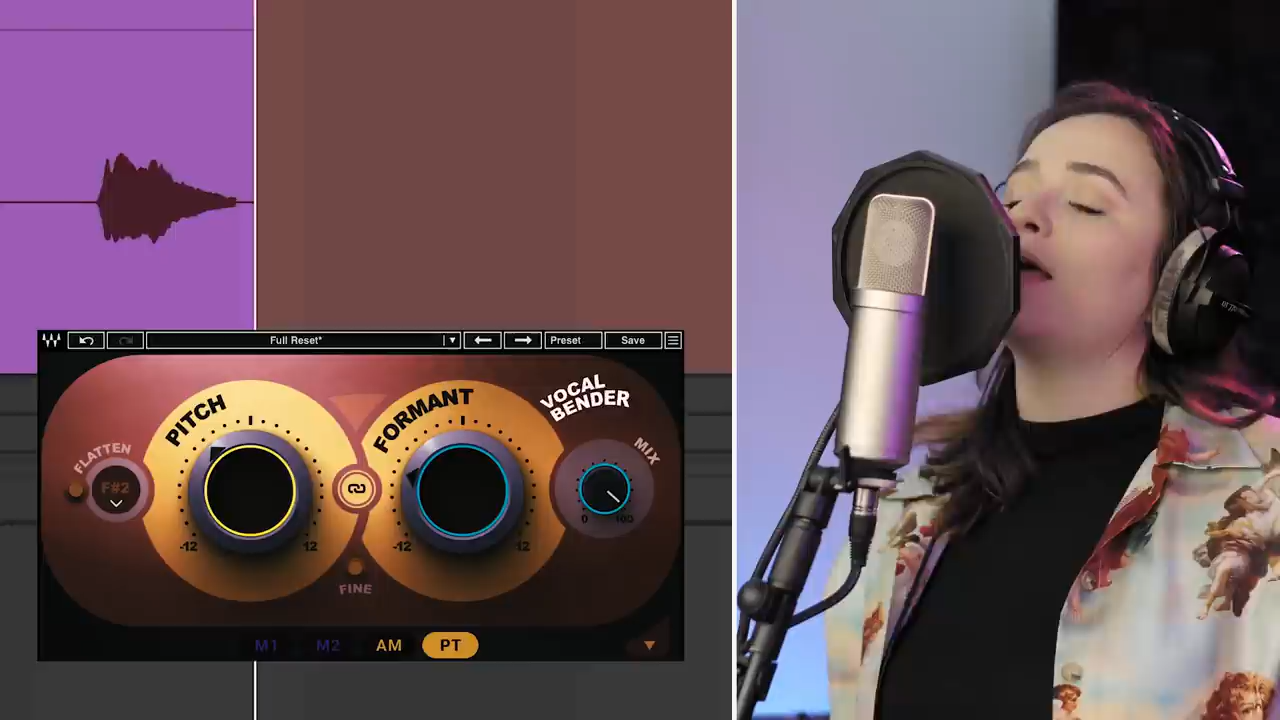 Full Reset*
Preset
Save
VOCAL
BENDER
PITCH
FORMANT
FLATTEN
F#2
MIX
0
100
-12
12
-12
12
FINE
M1
M2
AM
PT